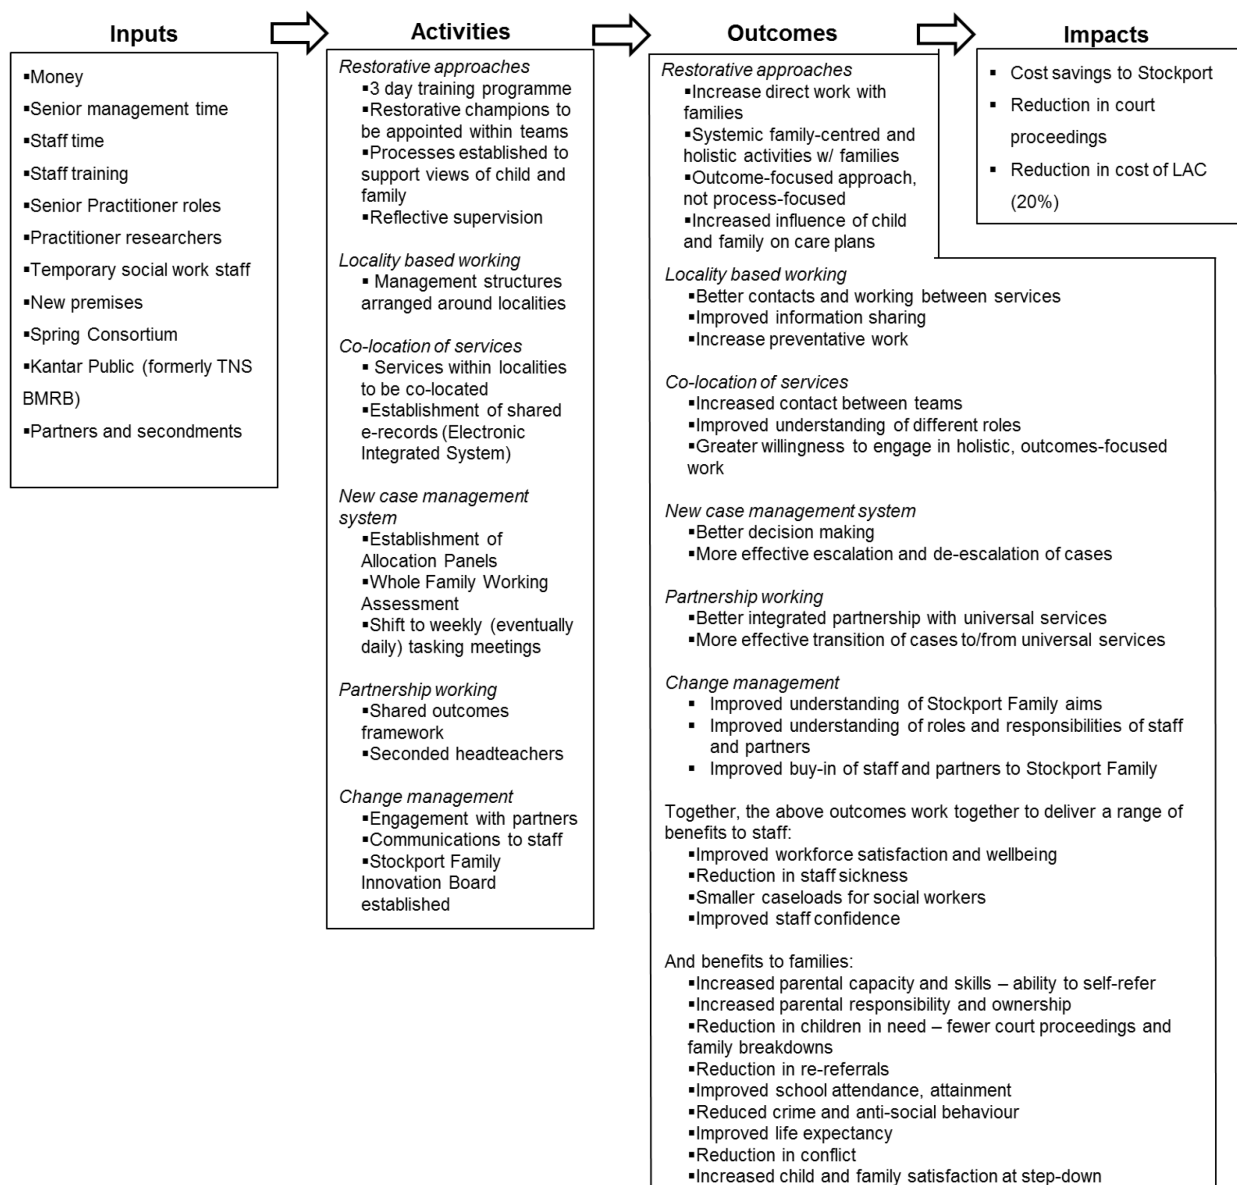 Inputs
Activities
Outcomes
Impacts
▪Money
▪Senior management time
▪Staff time
▪Staff training
▪Senior Practitioner roles
▪Practitioner researchers
▪Temporary social work staff
▪New premises
▪Spring Consortium
▪Kantar Public (formerly TNS
BMRB)
▪Partners and secondments
Restorative approaches
▪3 day training programme
▪Restorative champions to
be appointed within teams
▪Processes established to
support views of child and
family
▪Reflective supervision
Locality based working
▪ Management structures
arranged around localities
Co-location of services
▪ Services within localities
to be co-located
▪Establishment of shared
e-records (Electronic
Integrated System)
New case management
system
▪Establishment of
Allocation Panels
▪Whole Family Working
Assessment
▪Shift to weekly (eventually
daily) tasking meetings
Partnership working
▪Shared outcomes
framework
▪Seconded headteachers
Change management
▪Engagement with partners
▪Communications to staff
▪Stockport Family
Innovation Board
established
Restorative approaches
▪Increase direct work with
families
▪Systemic family-centred and
holistic activities w/ families
▪Outcome-focused approach,
not process-focused
▪Increased influence of child
and family on care plans
Locality based working
▪Better contacts and working between services
▪Improved information sharing
▪Increase preventative work
Co-location of services
▪Increased contact between teams
▪Improved understanding of different roles
▪Greater willingness to engage in holistic, outcomes-focused
work
New case management system
▪Better decision making
▪More effective escalation and de-escalation of cases
Partnership working
▪Better integrated partnership with universal services
▪More effective transition of cases to/from universal services
Change management
▪ Improved understanding of Stockport Family aims
▪ Improved understanding of roles and responsibilities of staff
and partners
▪ Improved buy-in of staff and partners to Stockport Family
Together, the above outcomes work together to deliver a range of
benefits to staff:
▪Improved workforce satisfaction and wellbeing
▪Reduction in staff sickness
▪Smaller caseloads for social workers
▪Improved staff confidence
And benefits to families:
▪Increased parental capacity and skills – ability to self-refer
▪Increased parental responsibility and ownership
▪Reduction in children in need – fewer court proceedings and
family breakdowns
▪Reduction in re-referrals
▪Improved school attendance, attainment
▪Reduced crime and anti-social behaviour
▪Improved life expectancy
▪Reduction in conflict
▪Increased child and family satisfaction at step-down
▪ Cost savings to Stockport
▪ Reduction in court
proceedings
▪ Reduction in cost of LAC
(20%)